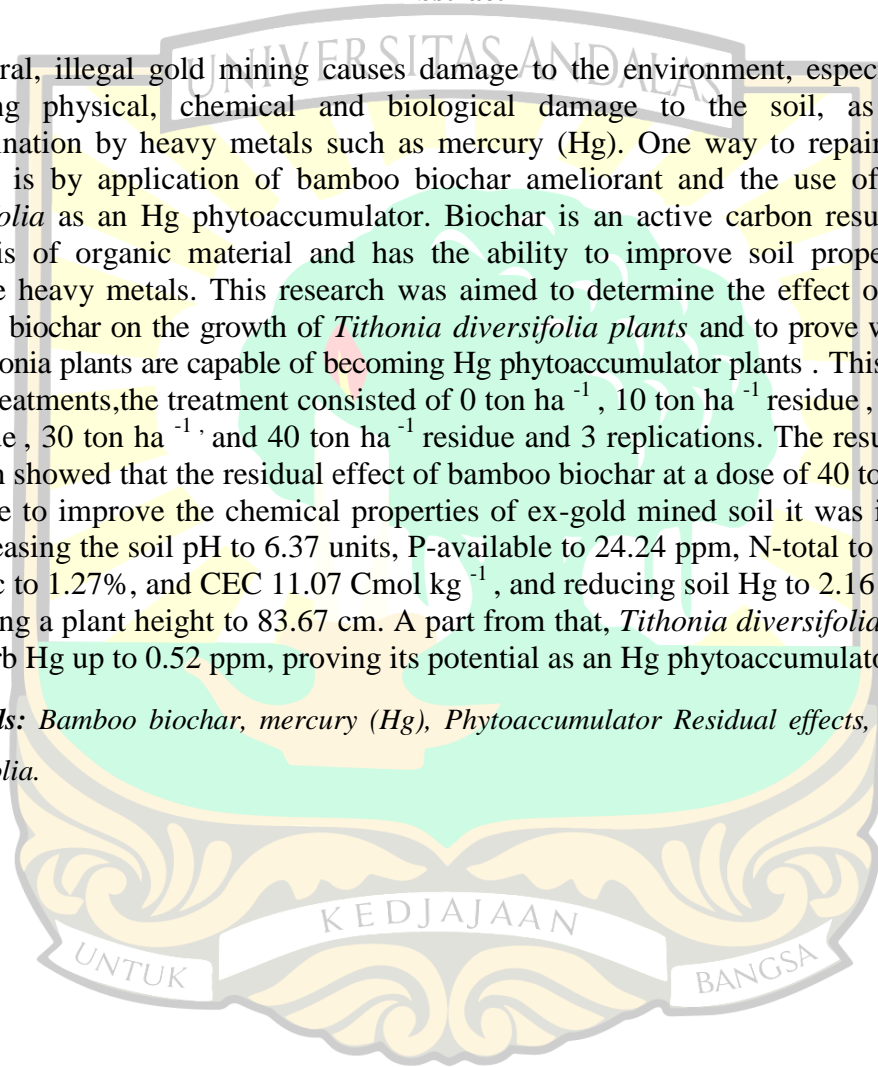 UNIVERSITAS ANDALAS
ral, illegal gold mining causes damage to the environment, espec
ng physical, chemical and biological damage to the soil, as
ination by heavy metals such as mercury (Hg). One way to repair
is by application of bamboo biochar ameliorant and the use of
folia as an Hg phytoaccumulator. Biochar is an active carbon resul
is of organic material and has the ability to improve soil prope
e heavy metals. This research was aimed to determine the effect o
biochar on the growth of Tithonia diversifolia plants and to prove w
onia plants are capable of becoming Hg phytoaccumulator plants . This
reatments,the treatment consisted of 0 ton ha -1 , 10 ton ha -1 residue ,
ue , 30 ton ha -1 , and 40 ton ha -1 residue and 3 replications. The resu
h showed that the residual effect of bamboo biochar at a dose of 40 to
e to improve the chemical properties of ex-gold mined soil it was i
easing the soil pH to 6.37 units, P-available to 24.24 ppm, N-total to
c to 1.27%, and CEC 11.07 Cmol kg -1 , and reducing soil Hg to 2.16
ng a plant height to 83.67 cm. A part from that, Tithonia diversifolia
rb Hg up to 0.52 ppm, proving its potential as an Hg phytoaccumulato
ds: Bamboo biochar, mercury (Hg), Phytoaccumulator Residual effects,
olia.
KEDJAJAAN
UNTUK
BANGSA